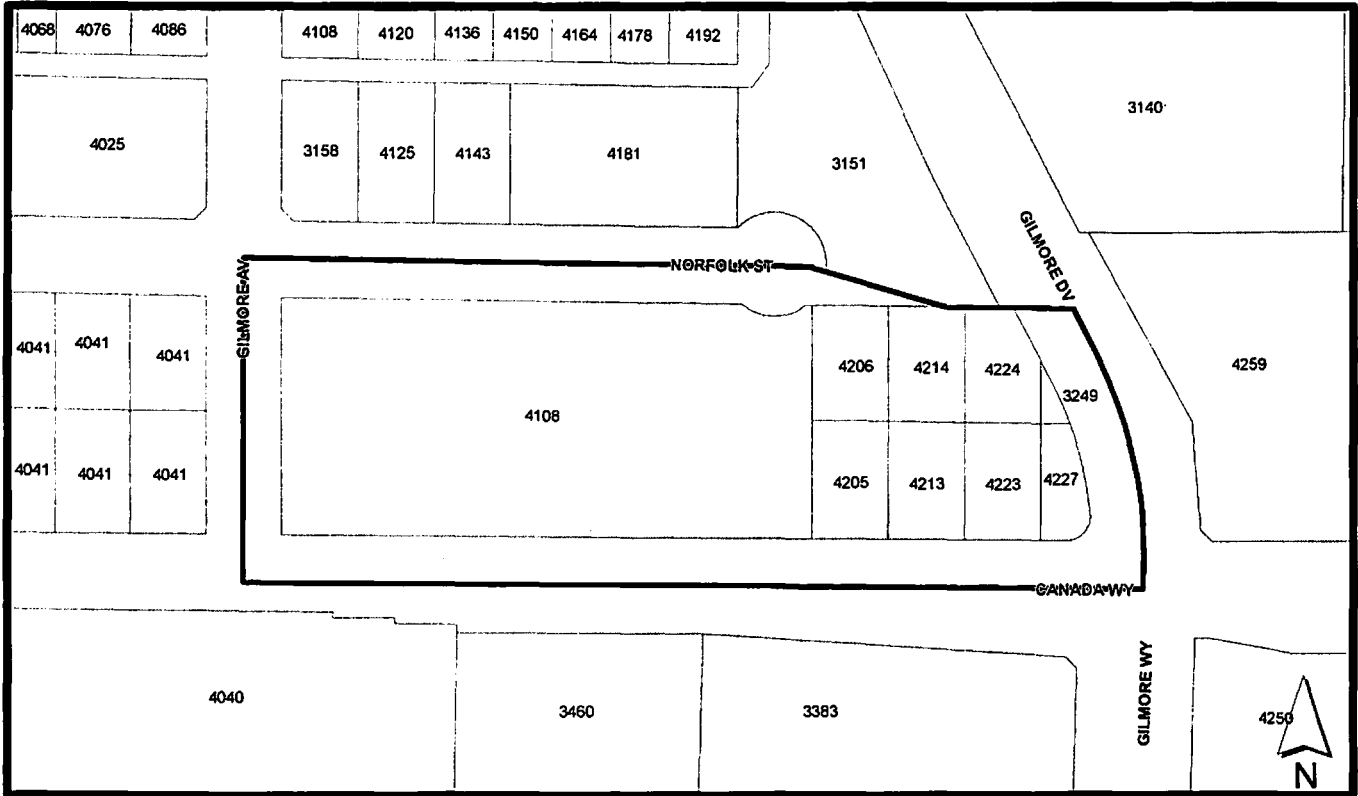 4068 4076 4086 4108 4120 4136 4150 4164 4178 4192
3140
4025 3158 4125 4143 4181 3151
GILMORE DV
NORFOLK ST
GILMORE AV
4041 4041 4041
4206 4214 4224 4259
3249
4108
4041 4041 4041
4205 4213 4223 4227
CANADA WY
GILMORE WY
4040 3460 3383 4250
N